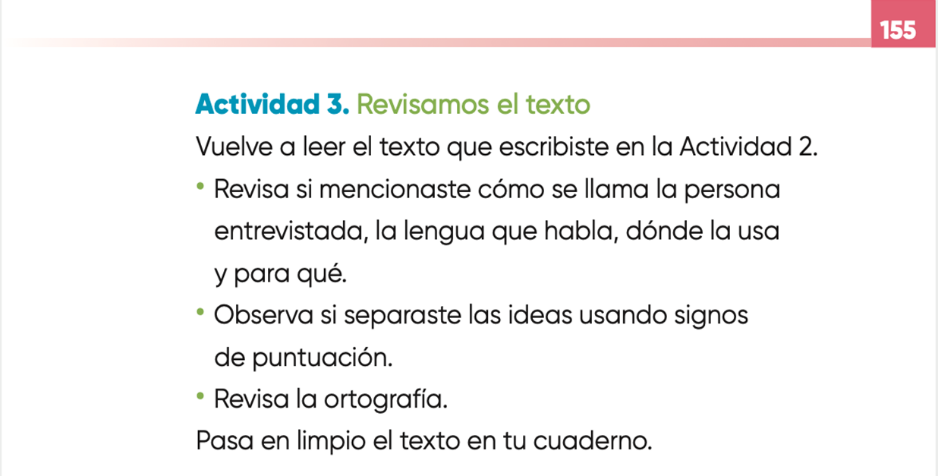 155
Actividad 3. Revisamos el texto
Vuelve a leer el texto que escribiste en la Actividad 2.
• Revisa si mencionaste cómo se llama la persona
entrevistada, la lengua que habla, dónde la usa
y para qué.
• Observa si separaste las ideas usando signos
de puntuación.
• Revisa la ortografía.
Pasa en limpio el texto en tu cuaderno.